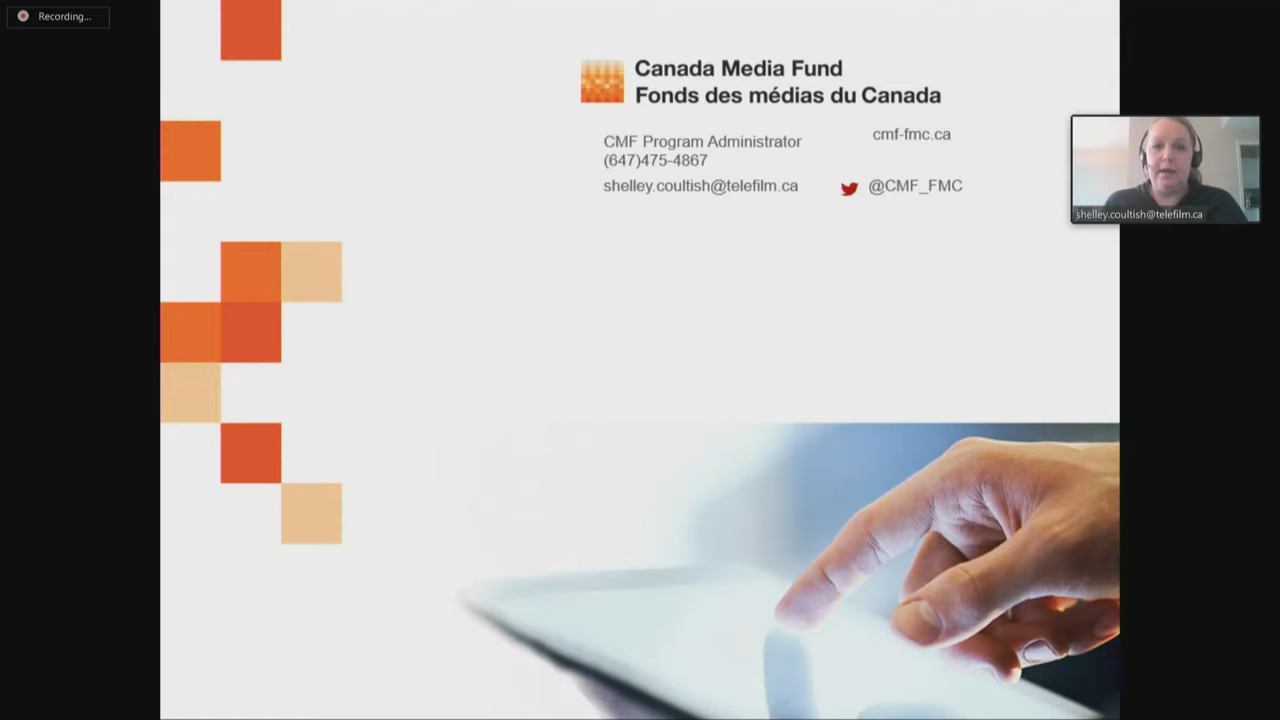 Recording...
Canada Media Fund
Fonds des médias du Canada
CMF Program Administrator
(647)475-4867
shelley.coultish@telefilm.ca
cmf-fmc.ca
@CMF_FMC
shelley.coultish@telefilm.ca